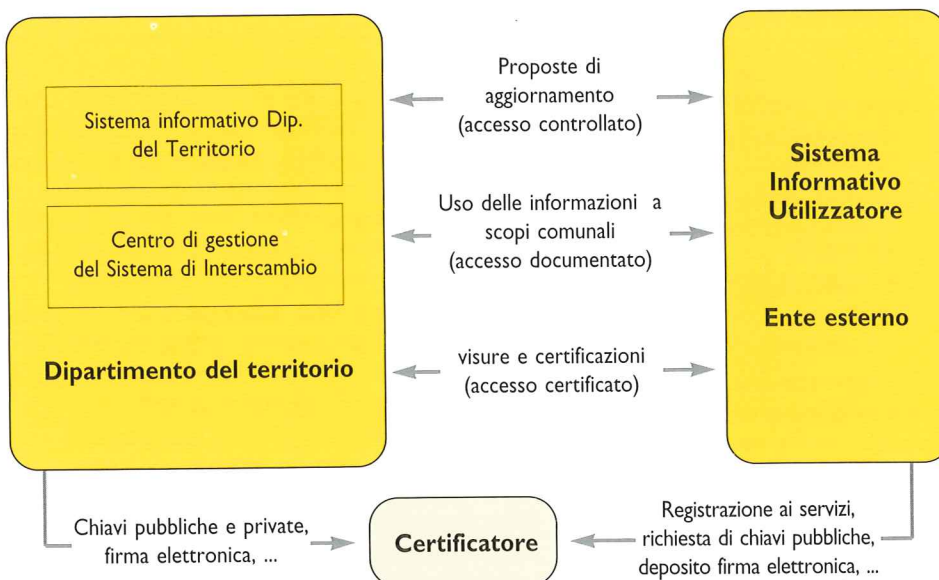 Sistema informativo Dip.
del Territorio
Centro di gestione
del Sistema di Interscambio
Dipartimento del territorio
Proposte di
aggiornamento
(accesso controllato)
Uso delle informazioni a
scopi comunali
(accesso documentato)
visure e certificazioni
(accesso certificato)
Sistema
Informativo
Utilizzatore
Ente esterno
Chiavi pubbliche e private,
firma elettronica, ...
Certificatore
Registrazione ai servizi,
richiesta di chiavi pubbliche,
deposito firma elettronica, ...